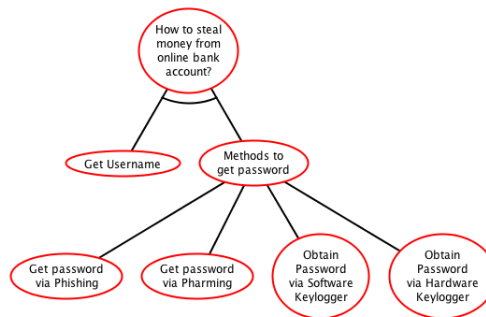 How to steal
money from
online bank
account?
Get Username
Methods to
get password
Get password
via Phishing
Get password
via Pharming
Obtain
Password
via Software
Keylogger
Obtain
Password
via Hardware
Keylogger